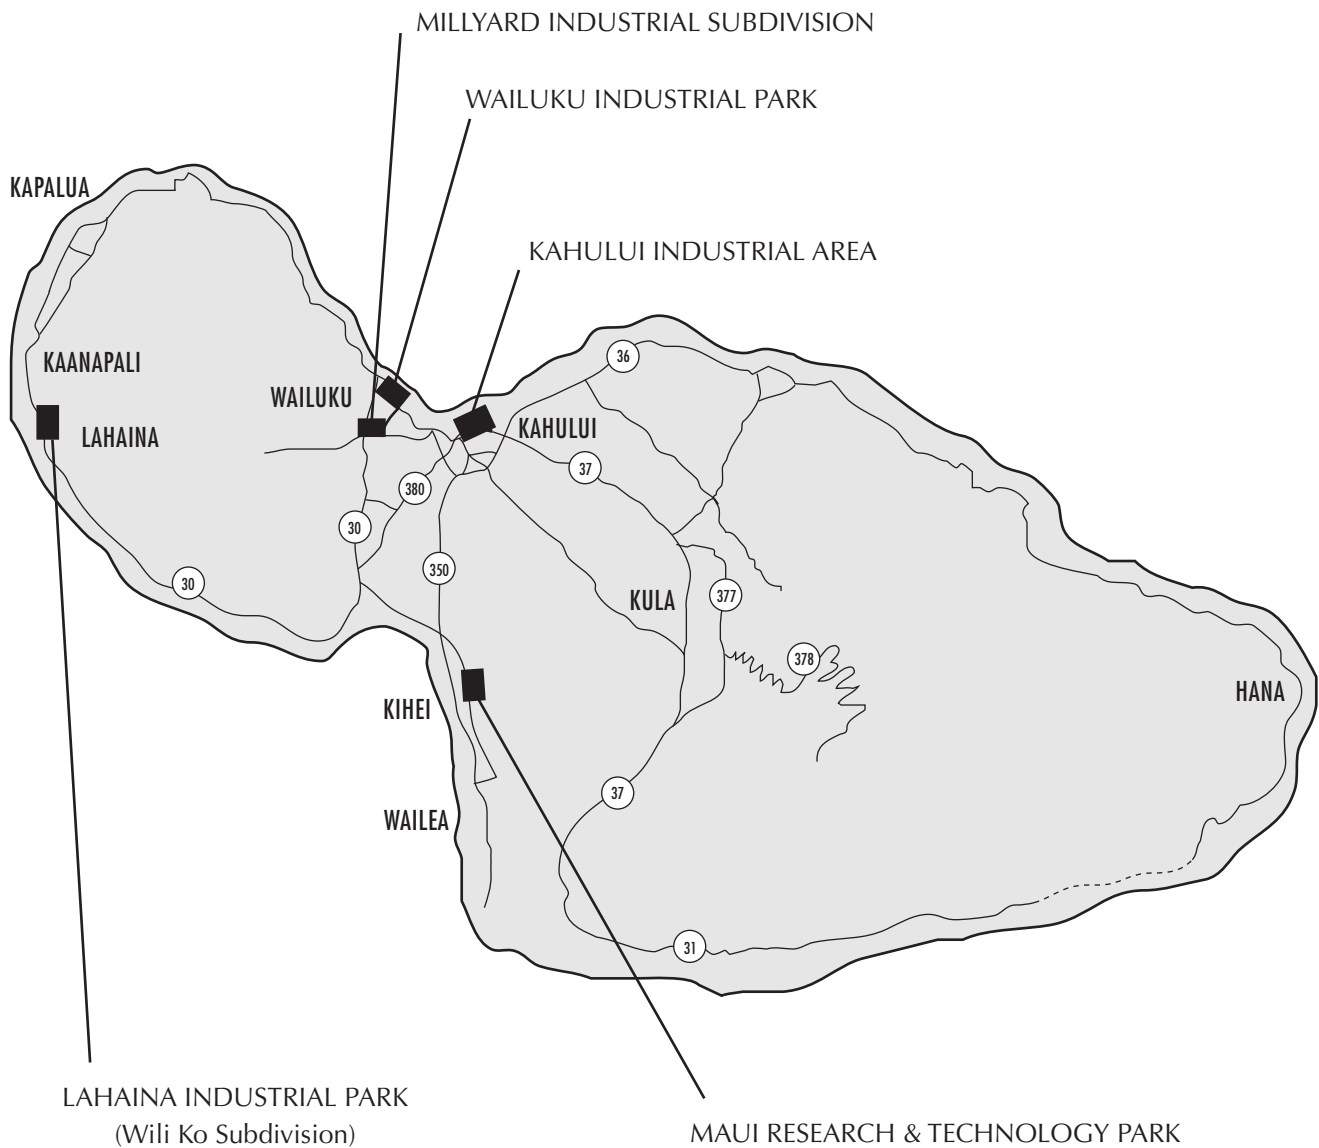 MILLYARD INDUSTRIAL SUBDIVISION
WAILUKU INDUSTRIAL PARK
KAPALUA
KAHULUI INDUSTRIAL AREA
36
KAANAPALI
WAILUKU
LAHAINA
KAHULUI
37
380
30
350
30
KULA
377
378
KIHEI
HANA
37
WAILEA
31
LAHAINA INDUSTRIAL PARK
(Wili Ko Subdivision)
MAUI RESEARCH & TECHNOLOGY PARK